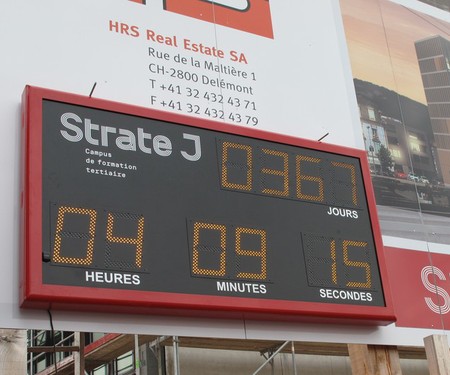 HRS Real Estate SA
Rue de la Maltière 1
CH-2800 Delémont
T +41 32 432 43 71
F +41 32 432 43 79
Strate J
Campus
de formation
tertiaire
0367
JOURS
04
HEURES
09
MINUTES
15
SECONDES